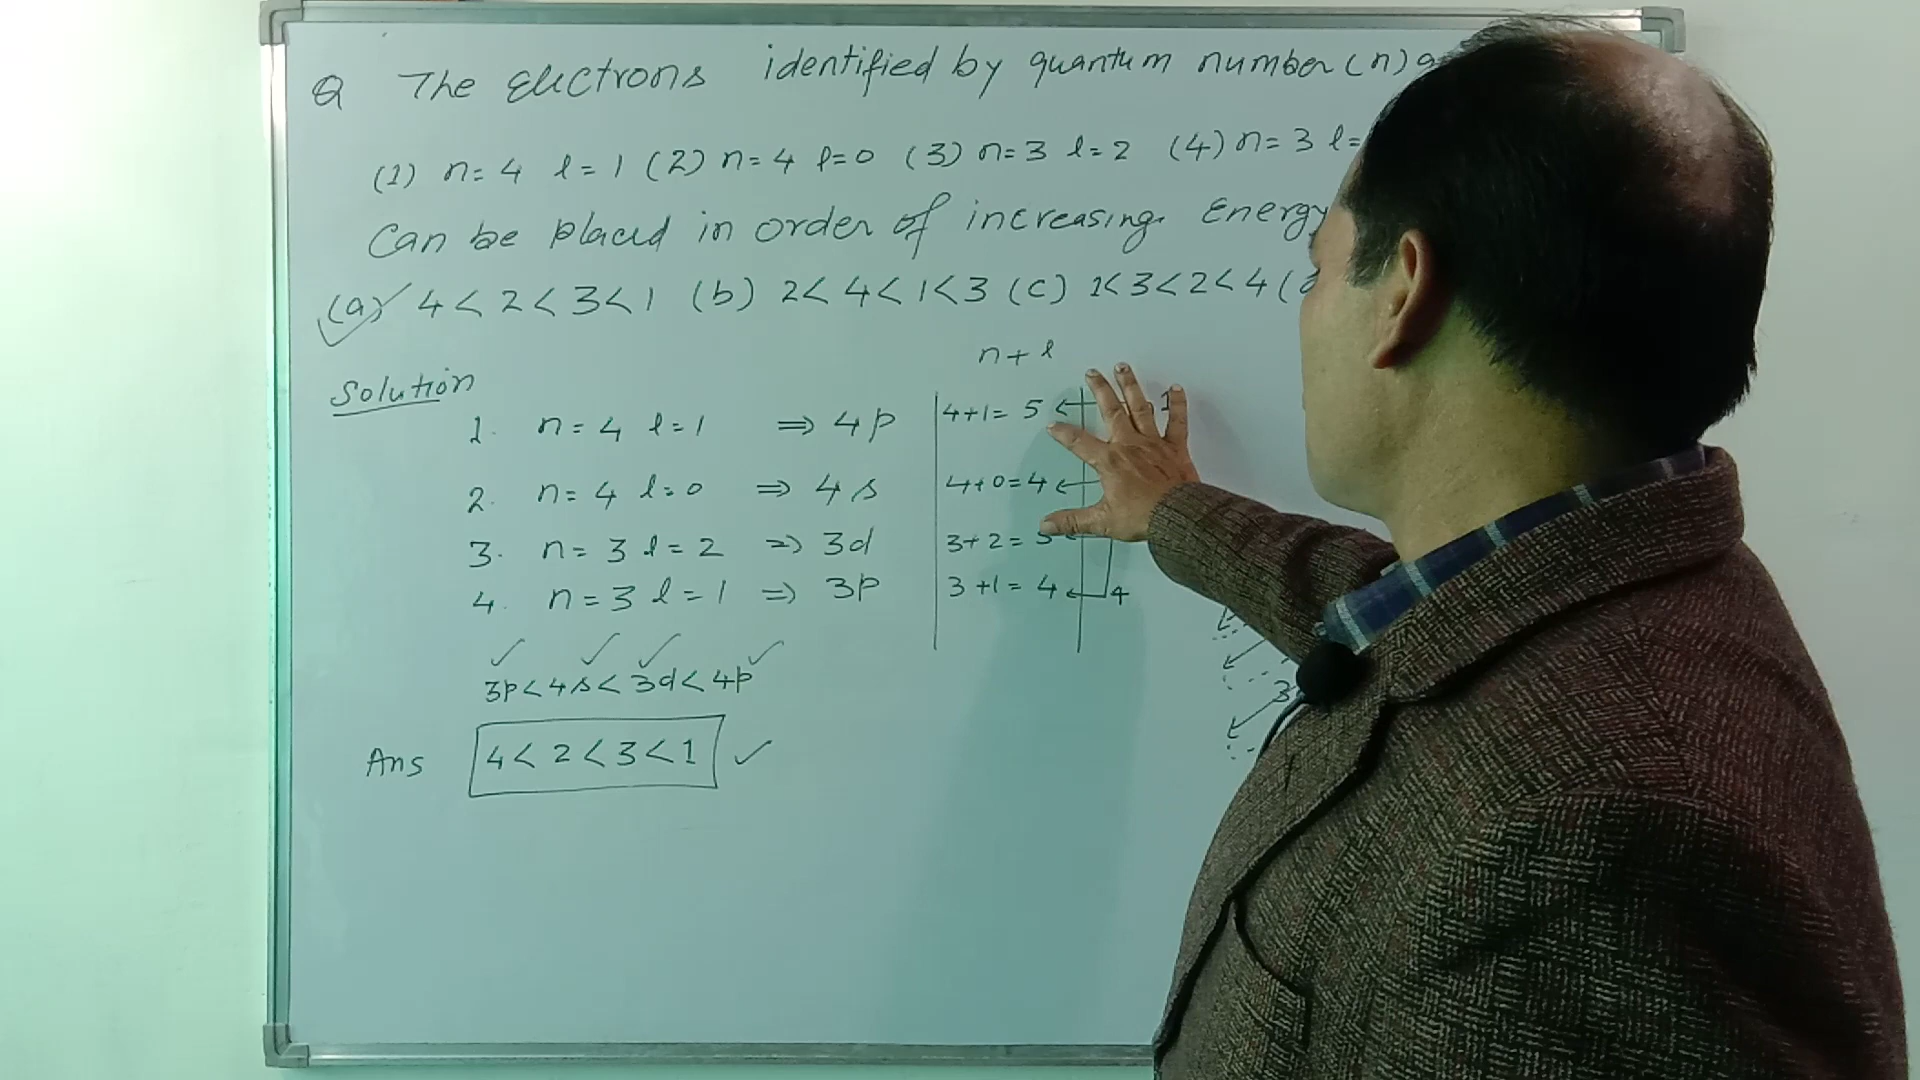 Q The Electrons identified by quantum number (n)
(1) n=4 l=1 (2) n=4 l=0 (3) n=3 l=2 (4) n=3 l=
Can be placed in order of increasing Energy
(a) 4<2<3<1 (b) 2<4<1<3 (c) 1<3<2<4 (
n+l
Solution
1. n=4 l=1 ⇒ 4p 4+1=5 1
2. n=4 l=0 ⇒ 4s 4+0=4
3. n=3 l=2 ⇒ 3d 3+2=5
4. n=3 l=1 ⇒ 3p 3+1=4 4
3p<4s<3d<4p
3
Ans 4<2<3<1